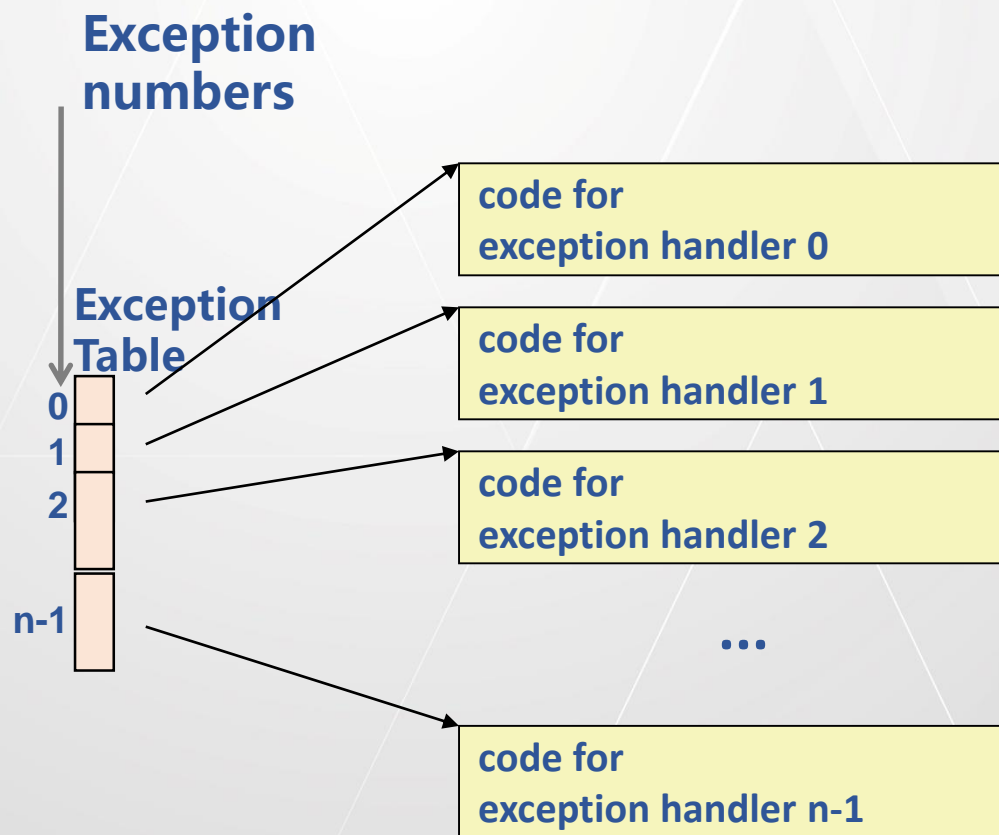 Exception
numbers
code for
exception handler 0
Exception
Table
code for
exception handler 1
0
1
2
code for
exception handler 2
n-1
...
code for
exception handler n-1